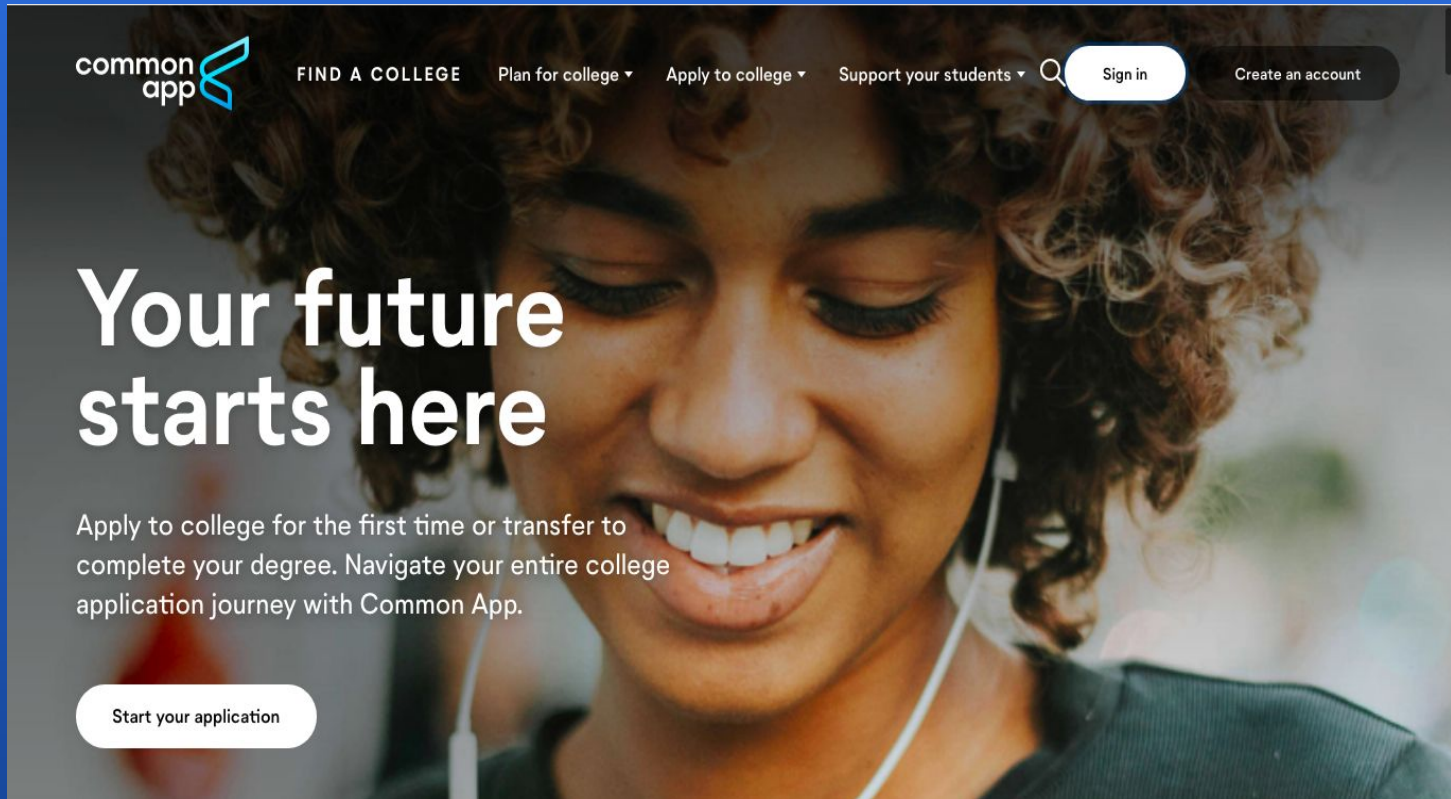 common
app
FIND A COLLEGE
Plan for college
Apply to college
Support your students
Sign in
Create an account
Your future
starts here
Apply to college for the first time or transfer to
complete your degree. Navigate your entire college
application journey with Common App.
Start your application